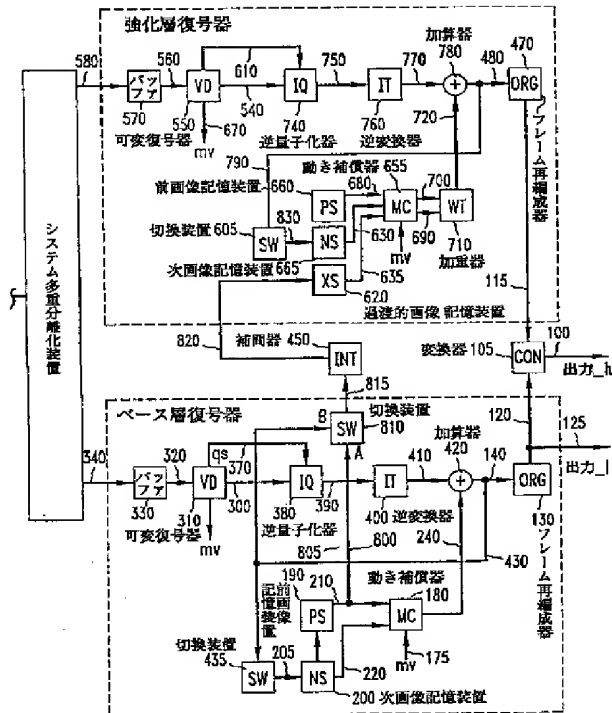 強化層復号器
加算器
580
560
610
750
770
780
480
470
バッファ
VD
540
IQ
IT
+
ORG
570
550
670
740
760
720
可変復号器
mv
逆量子化器
逆変換器
フレーム再編成器
790
動き補償器 655
前画像記憶装置 660
PS
680
MC
700
WT
切換装置 605
SW
830
NS
630
690
710
加重器
次画像記憶装置 665
635
mv
XS
620
過渡的画像記憶装置
115
システム多重分離化装置
820
補間器 450
INT
変換器 105
CON
100
出力_h
815
ベース層復号器
B
SW
切換装置
810
A
120
125
出力_l
340
320
qs
370
加算器
410
420
140
バッファ
VD
300
IQ
390
IT
+
ORG
330
310
380
400
逆変換器
130
可変復号器
mv
逆量子化器
240
430
フレーム再編成器
805
800
190
210
動き補償器
180
前画像記憶装置
PS
MC
切換装置
435
205
220
mv
175
SW
NS
200 次画像記憶装置